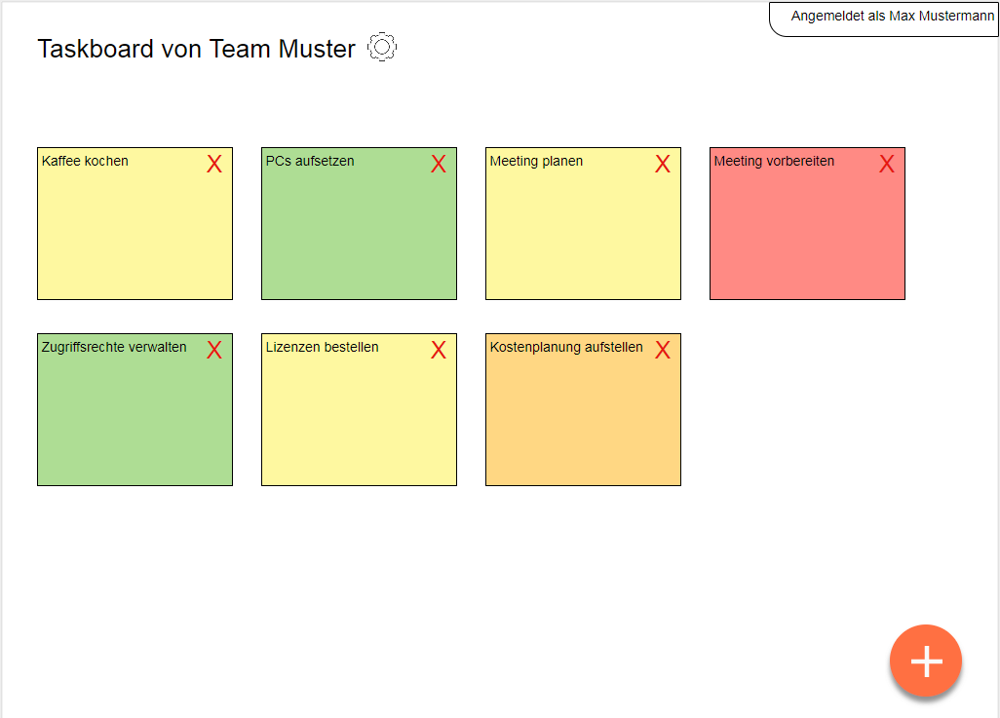 Angemeldet als Max Mustermann
Taskboard von Team Muster
Kaffee kochen X
PCs aufsetzen X
Meeting planen X
Meeting vorbereiten X
Zugriffsrechte verwalten X
Lizenzen bestellen X
Kostenplanung aufstellen X
+